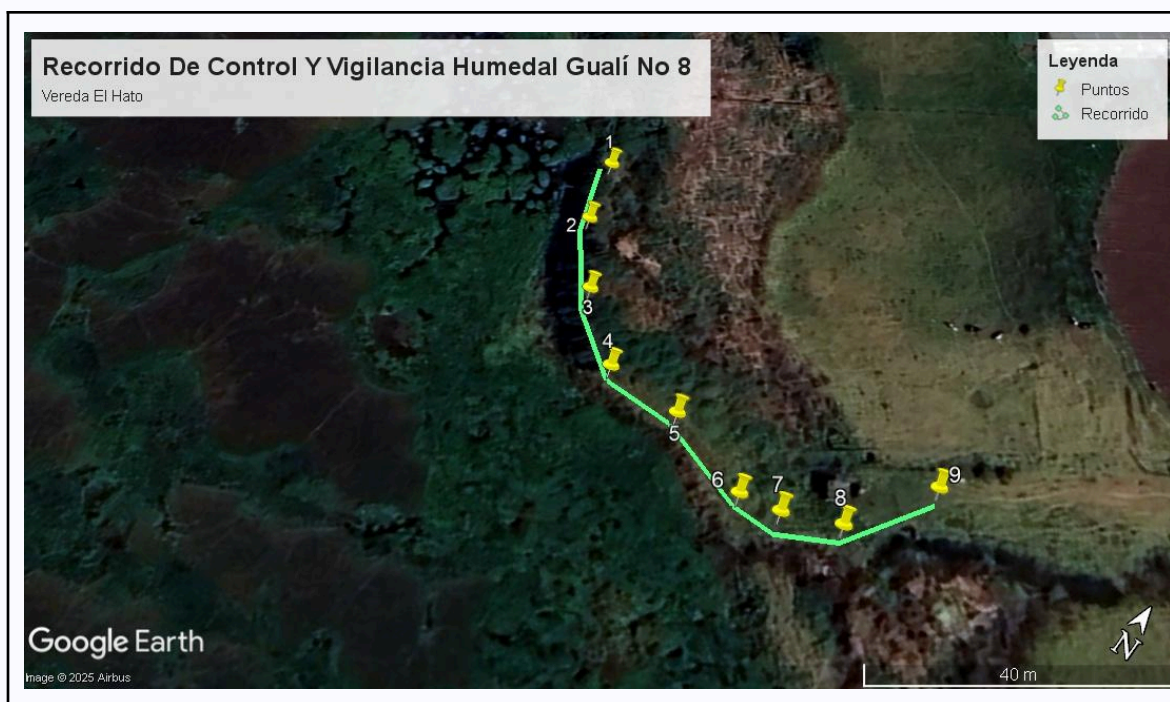 Recorrido De Control Y Vigilancia Humedal Gualí No 8
Vereda El Hato
Leyenda
Puntos
Recorrido
1
2
3
4
5
6
7
8
9
Google Earth
Image © 2025 Airbus
N
40 m